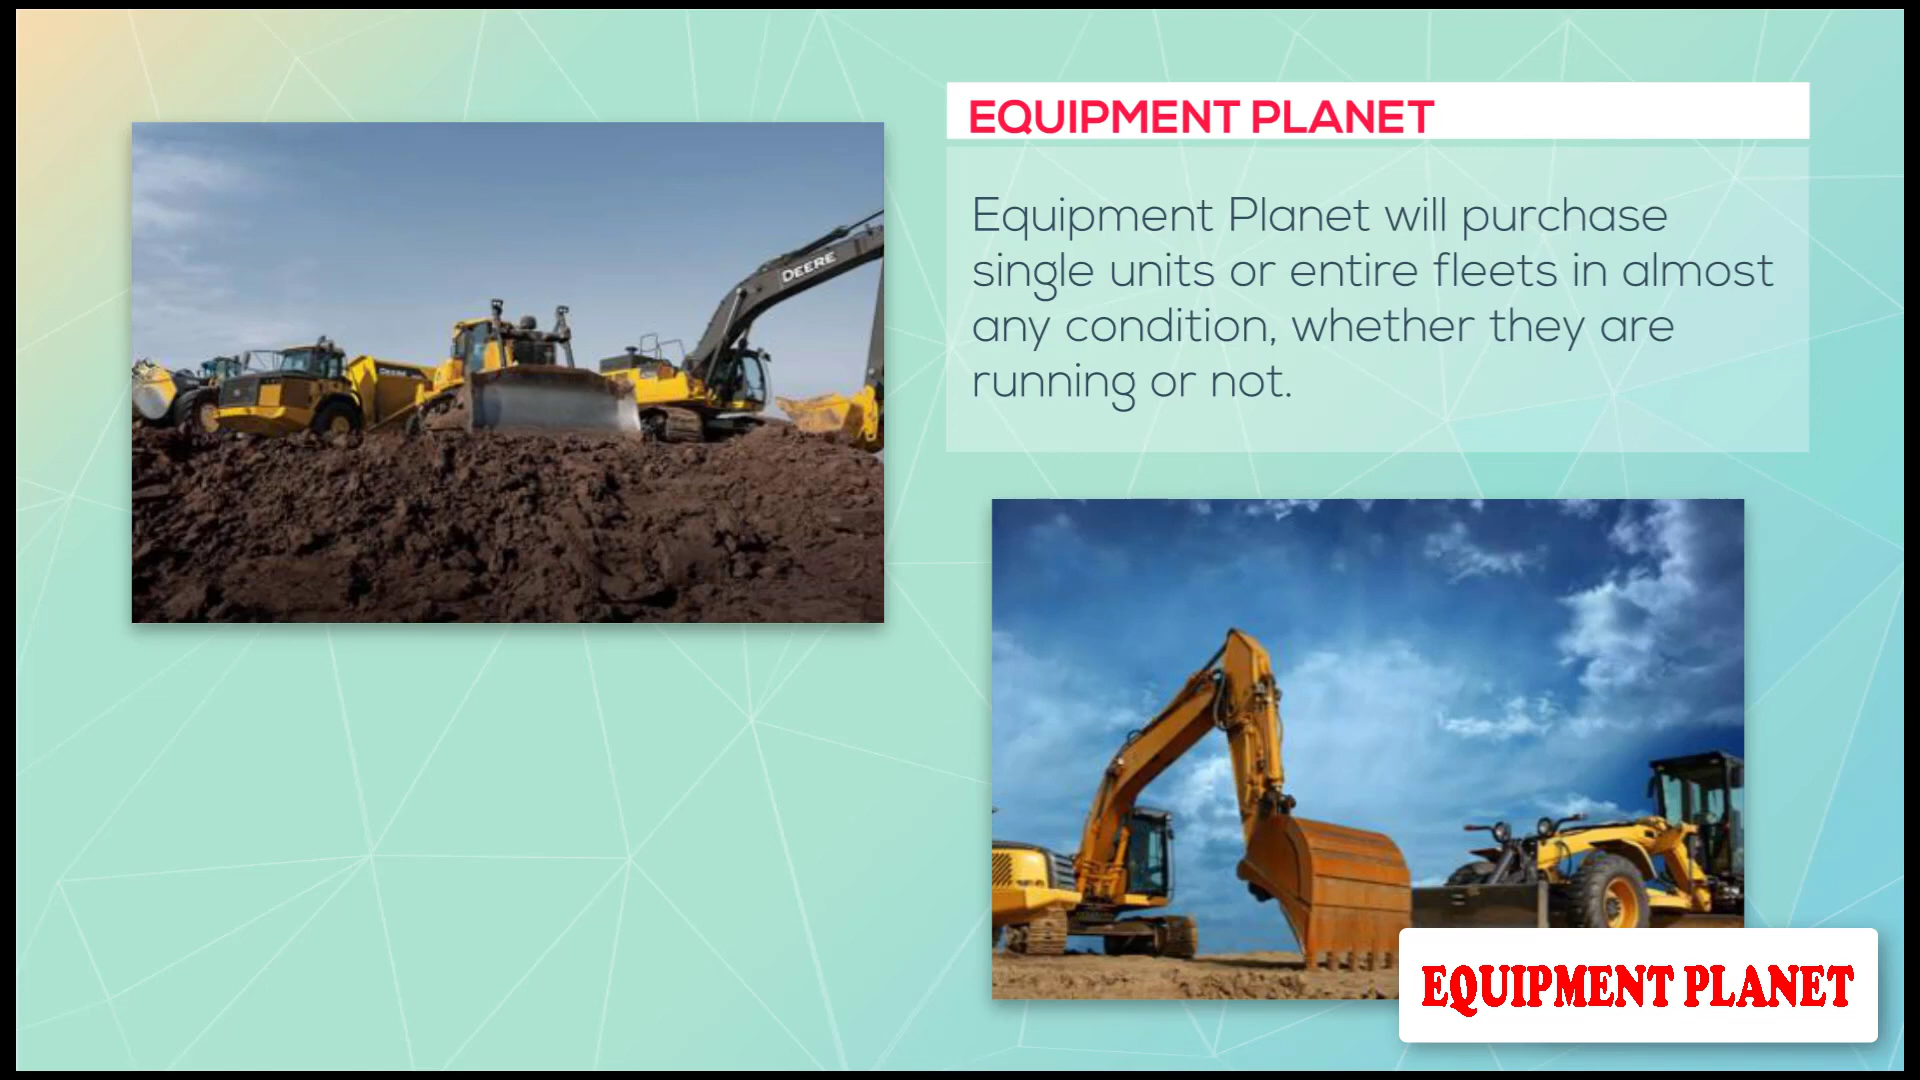 EQUIPMENT PLANET
Equipment Planet will purchase
single units or entire fleets in almost
any condition, whether they are
running or not.
DEERE
DEERE
EQUIPMENT PLANET